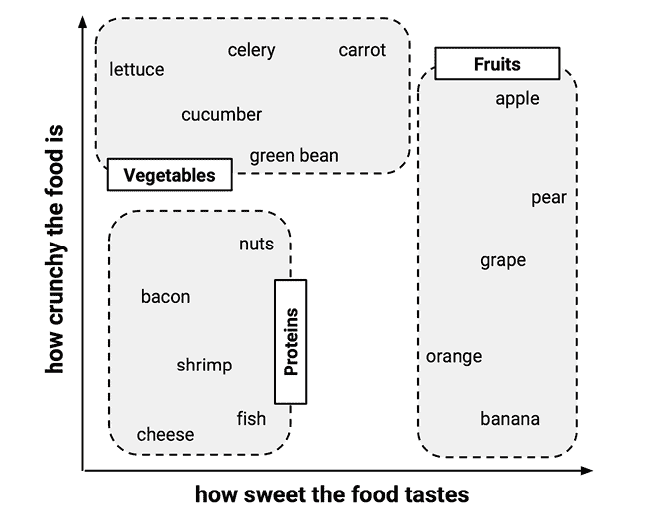 celery
carrot
lettuce
Fruits
apple
cucumber
green bean
Vegetables
pear
nuts
grape
bacon
Proteins
shrimp
orange
fish
banana
cheese
how crunchy the food is
how sweet the food tastes